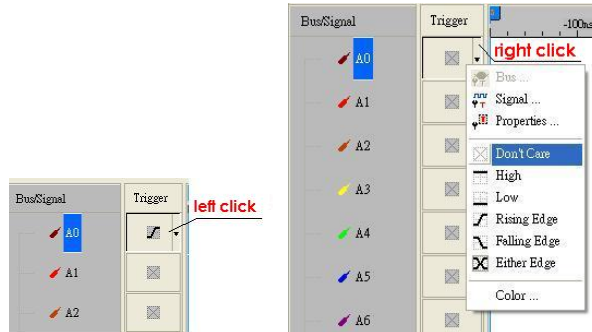 Bus/Signal Trigger
A0
left click
A1
A2
Bus/Signal Trigger -100ns
right click
A0
A1
A2
A3
A4
A5
A6
Bus ...
Signal ...
Properties ...
Don't Care
High
Low
Rising Edge
Falling Edge
Either Edge
Color ...